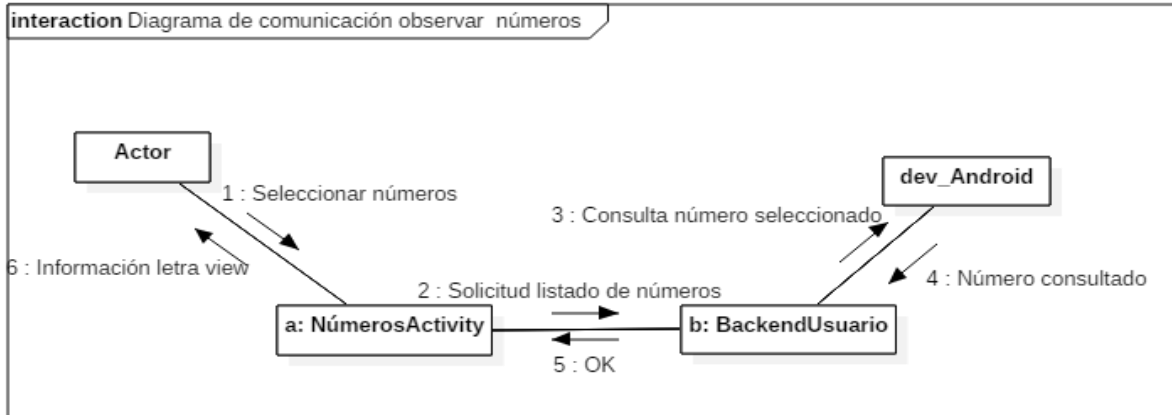 interaction Diagrama de comunicación observar números
Actor
1 : Seleccionar números
dev_Android
3 : Consulta número seleccionado
6 : Información letra view
4 : Número consultado
2 : Solicitud listado de números
a: NúmerosActivity
b: BackendUsuario
5 : OK